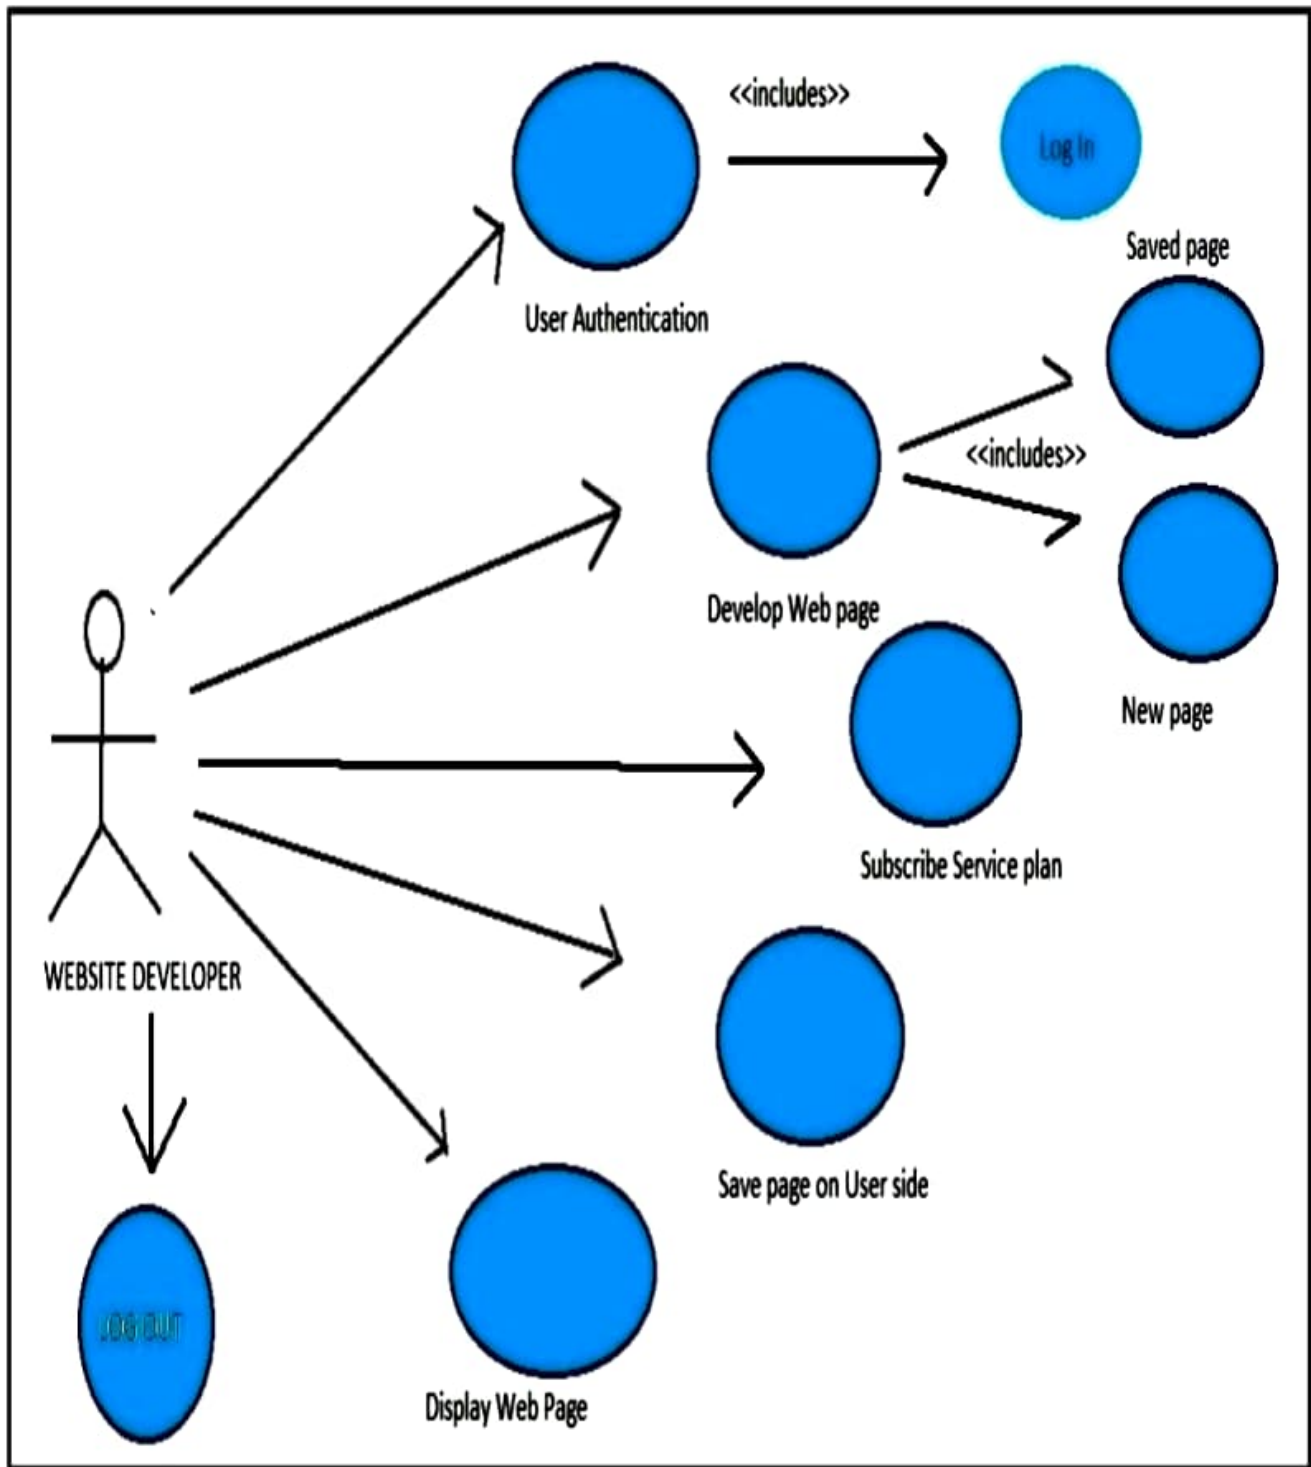 <<includes>>
Log In
User Authentication
Saved page
<<includes>>
Develop Web page
New page
Subscribe Service plan
WEBSITE DEVELOPER
Save page on User side
LOG OUT
Display Web Page